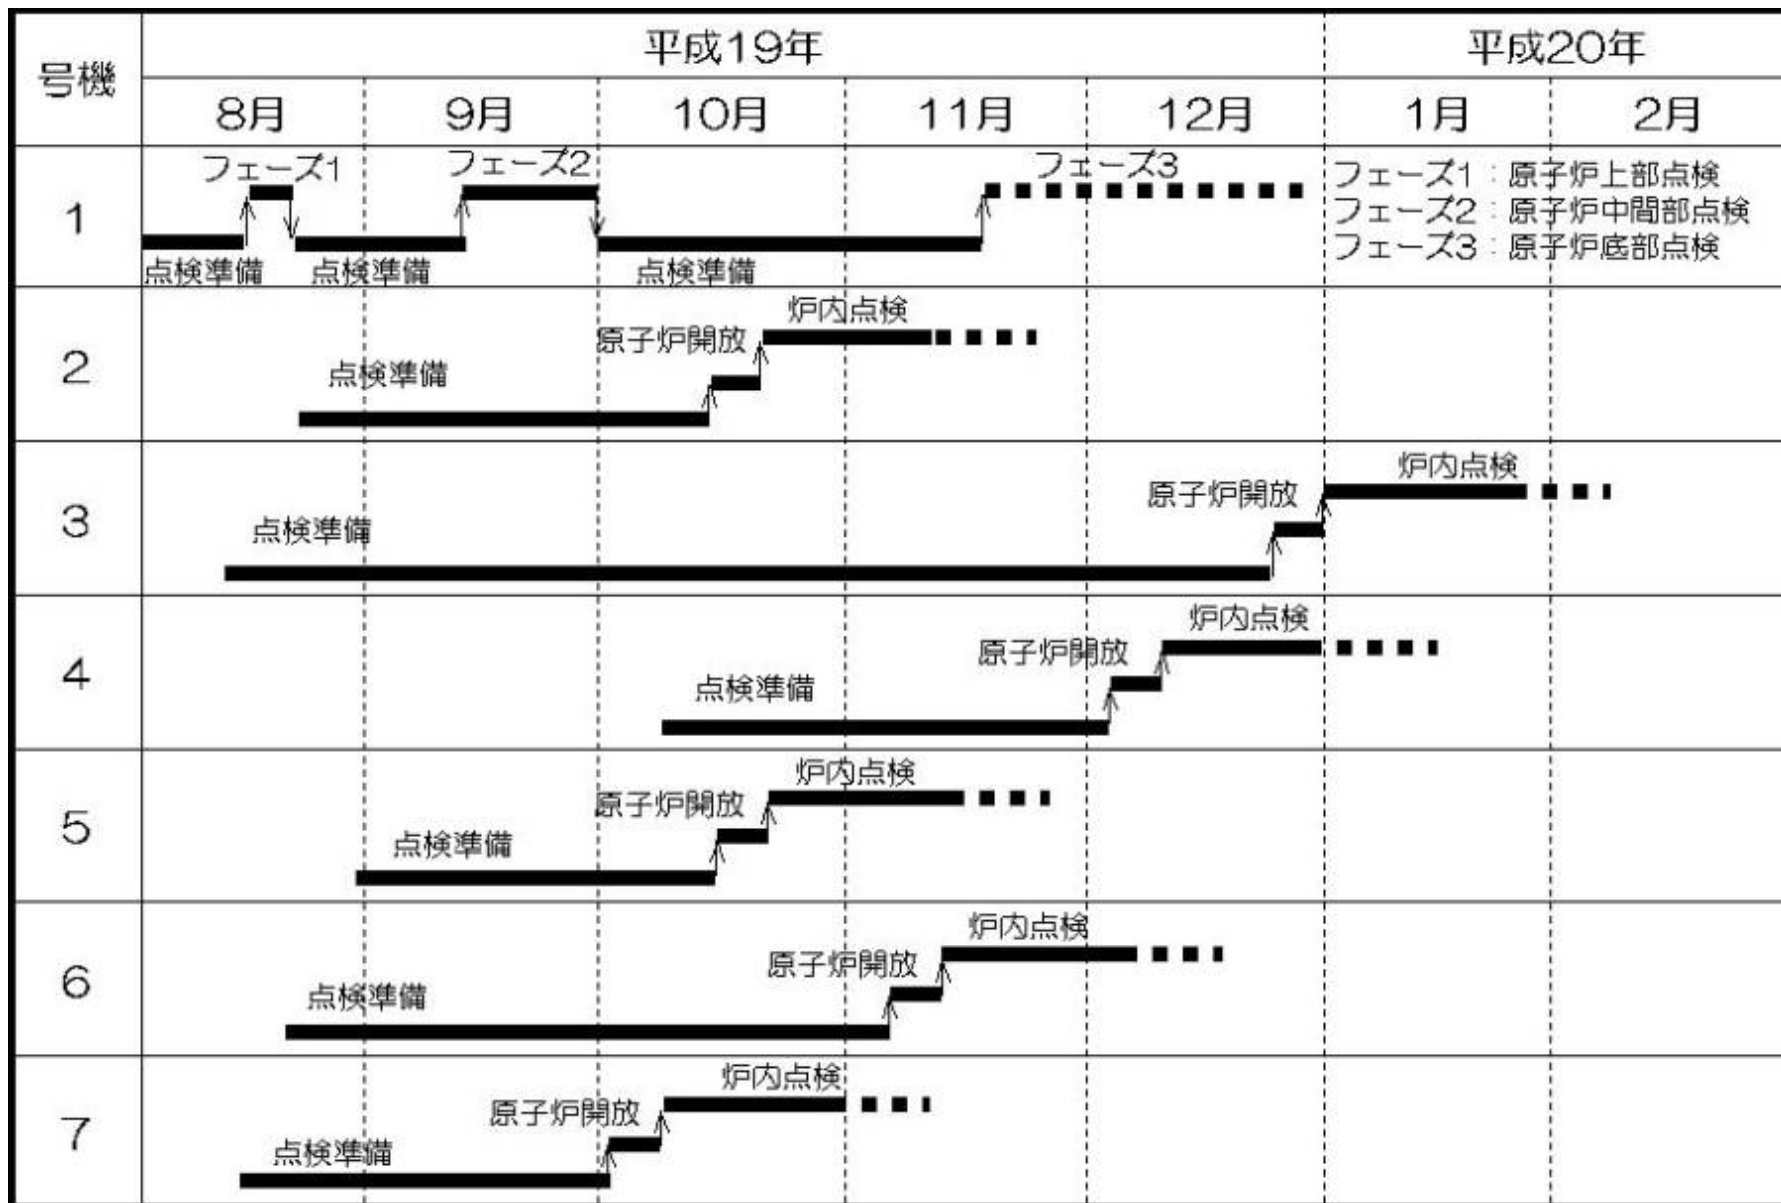 号機
平成19年
平成20年
8月
9月
10月
11月
12月
1月
2月
1
フェーズ1
フェーズ2
フェーズ3
点検準備
点検準備
点検準備
フェーズ1：原子炉上部点検
フェーズ2：原子炉中間部点検
フェーズ3：原子炉底部点検
2
点検準備
原子炉開放
炉内点検
3
点検準備
原子炉開放
炉内点検
4
点検準備
原子炉開放
炉内点検
5
点検準備
原子炉開放
炉内点検
6
点検準備
原子炉開放
炉内点検
7
点検準備
原子炉開放
炉内点検